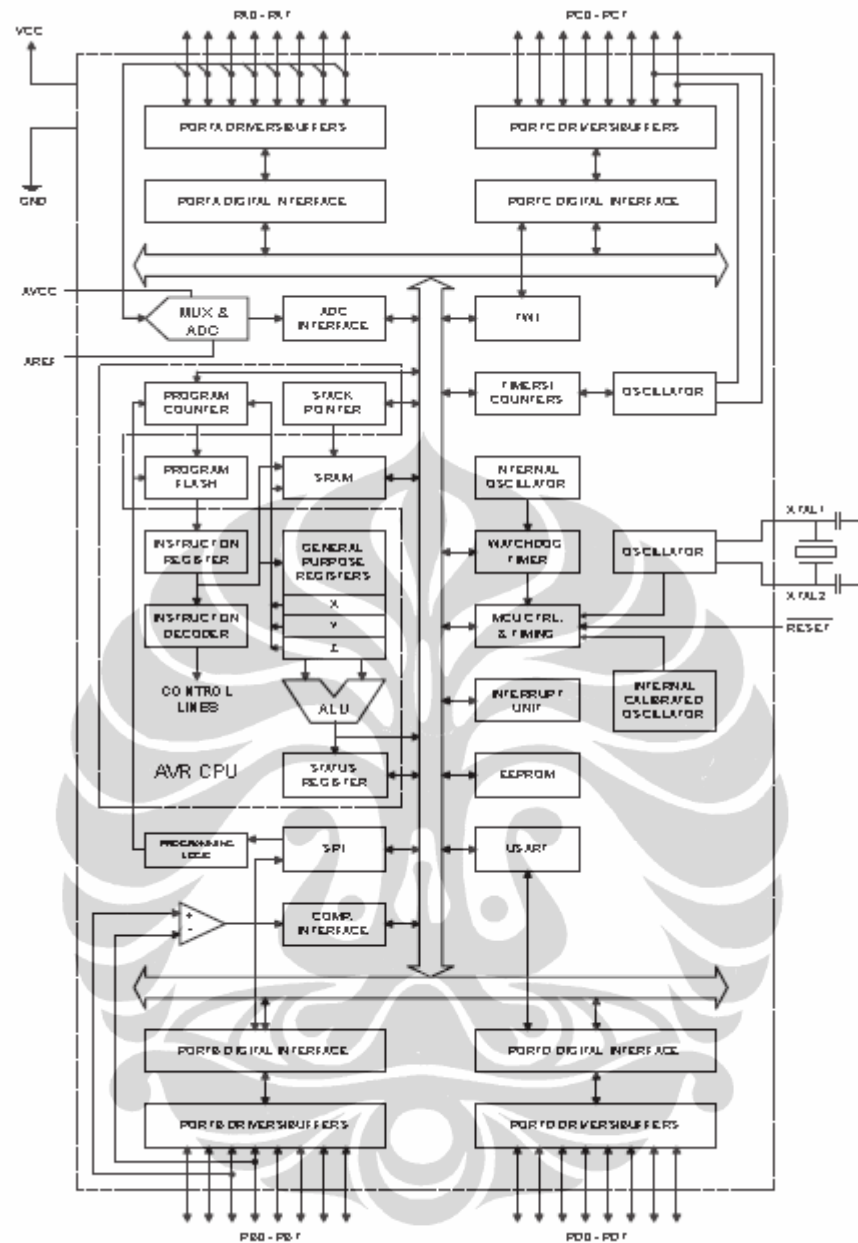 PA0 - PA7
PC0 - PC7
VCC
PORTA DRIVERS/BUFFERS
PORTC DRIVERS/BUFFERS
GND
PORTA DIGITAL INTERFACE
PORTC DIGITAL INTERFACE
AVCC
MUX &
ADC
ADC
INTERFACE
TWI
AREF
PROGRAM
COUNTER
STACK
POINTER
TIMERS/
COUNTERS
OSCILLATOR
PROGRAM
FLASH
SRAM
INTERNAL
OSCILLATOR
XTAL1
INSTRUCTION
REGISTER
GENERAL
PURPOSE
REGISTERS
WATCHDOG
TIMER
OSCILLATOR
X
XTAL2
INSTRUCTION
DECODER
Y
MCU CTRL.
& TIMING
RESET
Z
CONTROL
LINES
ALU
INTERRUPT
UNIT
INTERNAL
CALIBRATED
OSCILLATOR
AVR CPU
STATUS
REGISTER
EEPROM
PROGRAMMING
LOGIC
SPI
USART
+
-
COMP.
INTERFACE
PORTB DIGITAL INTERFACE
PORTD DIGITAL INTERFACE
PORTB DRIVERS/BUFFERS
PORTD DRIVERS/BUFFERS
PB0 - PB7
PD0 - PD7